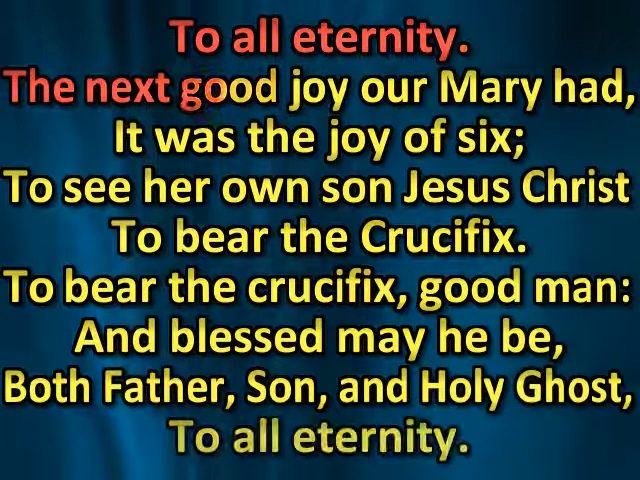 To all eternity.
The next good joy our Mary had,
It was the joy of six;
To see her own son Jesus Christ
To bear the Crucifix.
To bear the crucifix, good man:
And blessed may he be,
Both Father, Son, and Holy Ghost,
To all eternity.